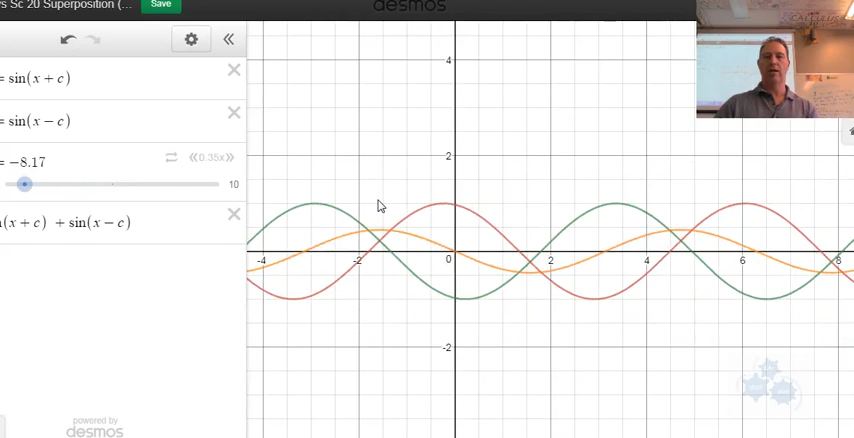 s Sc 20 Superposition (...
Save
desmos
= sin(x + c)
= sin(x − c)
= −8.17
0.35x
10
(x + c) + sin(x − c)
powered by
desmos
4
2
-4
-2
0
2
4
6
8
-2
CALCULUS